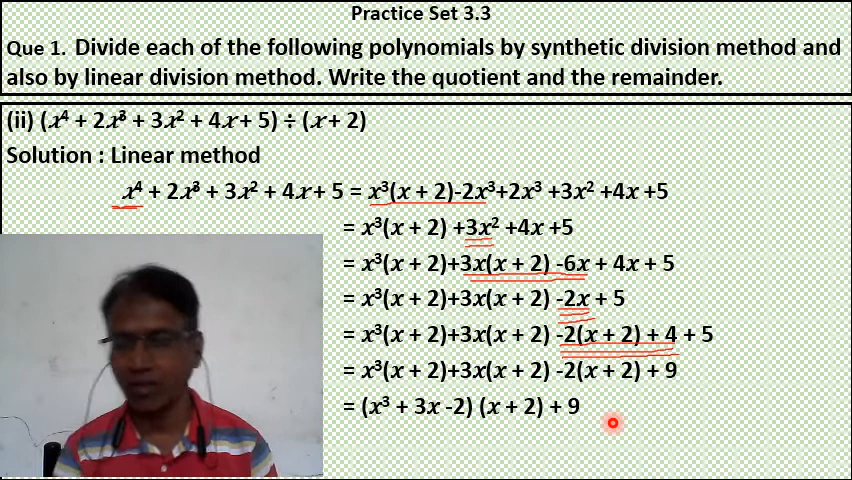 Practice Set 3.3
Que 1. Divide each of the following polynomials by synthetic division method and
also by linear division method. Write the quotient and the remainder.
(ii) (x⁴ + 2x³ + 3x² + 4x + 5) ÷ (x + 2)
Solution : Linear method
x⁴ + 2x³ + 3x² + 4x + 5 = x³(x + 2)-2x³+2x³ +3x² +4x +5
= x³(x + 2) +3x² +4x +5
= x³(x + 2)+3x(x + 2) -6x + 4x + 5
= x³(x + 2)+3x(x + 2) -2x + 5
= x³(x + 2)+3x(x + 2) -2(x + 2) + 4 + 5
= x³(x + 2)+3x(x + 2) -2(x + 2) + 9
= (x³ + 3x -2) (x + 2) + 9